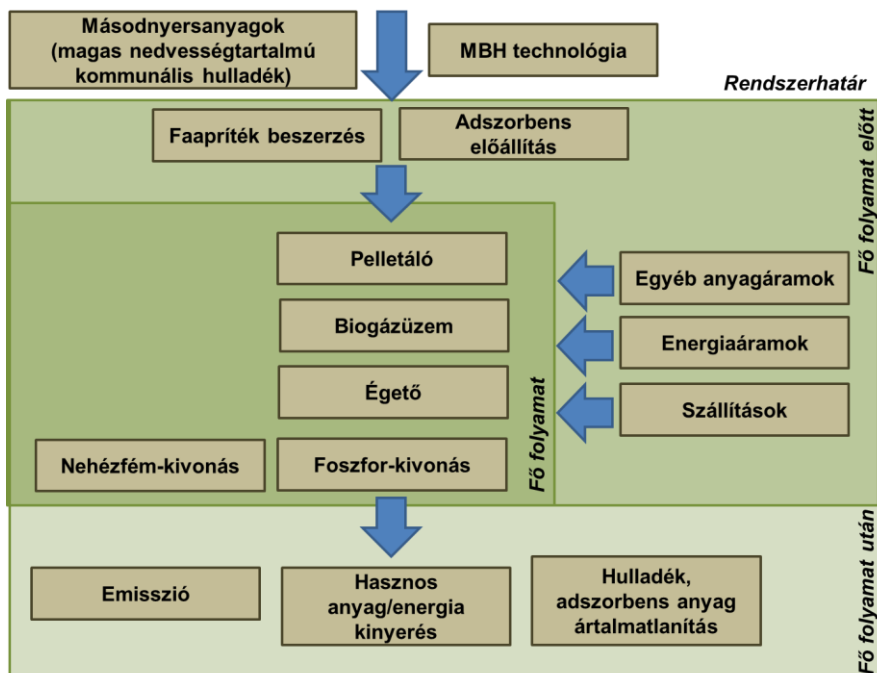 Másodnyersanyagok
(magas nedvességtartalmú
kommunális hulladék)
MBH technológia
Rendszerhatár
Faapríték beszerzés
Adszorbens
előállítás
Fő folyamat előtt
Pelletáló
Biogázüzem
Égető
Nehézfém-kivonás
Foszfor-kivonás
Fő folyamat
Egyéb anyagáramok
Energiaáramok
Szállítások
Emisszió
Hasznos
anyag/energia
kinyerés
Hulladék,
adszorbens anyag
ártalmatlanítás
Fő folyamat után